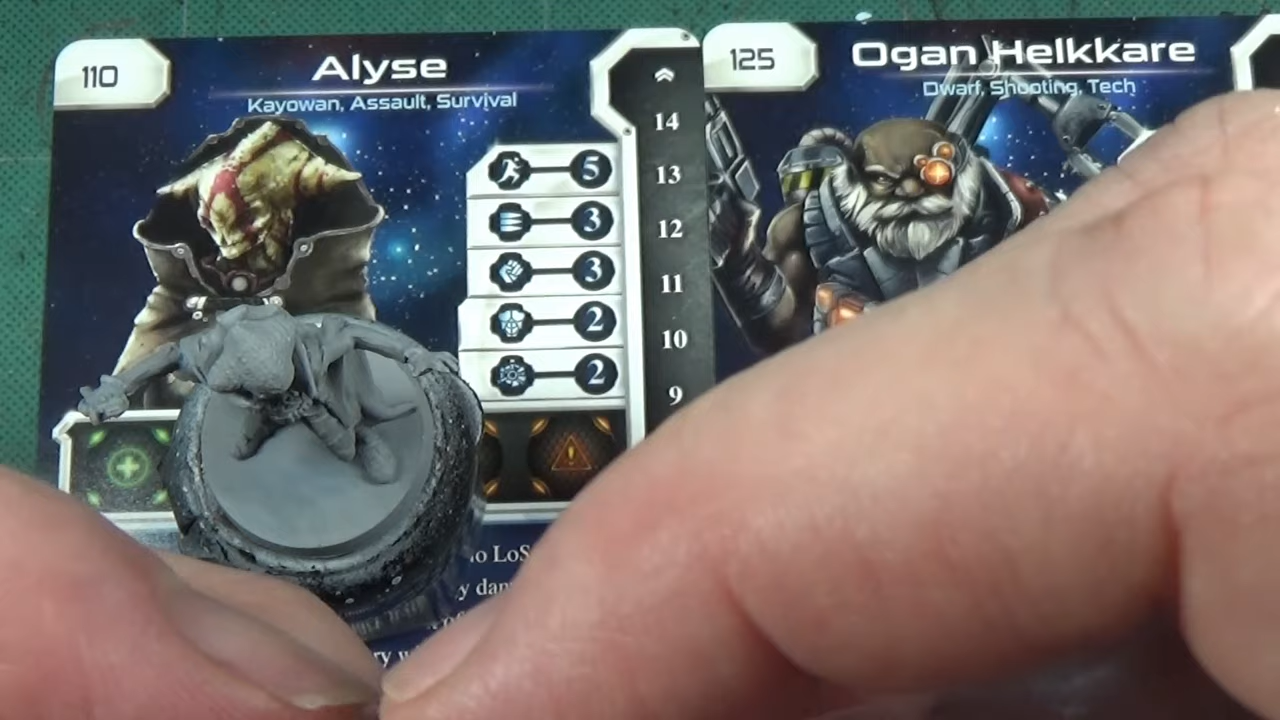 110
Alyse
Kayowan, Assault, Survival
5
3
3
2
2
14
13
12
11
10
9
125
Ogan Helkkare
Dwarf, Shooting, Tech
LoS